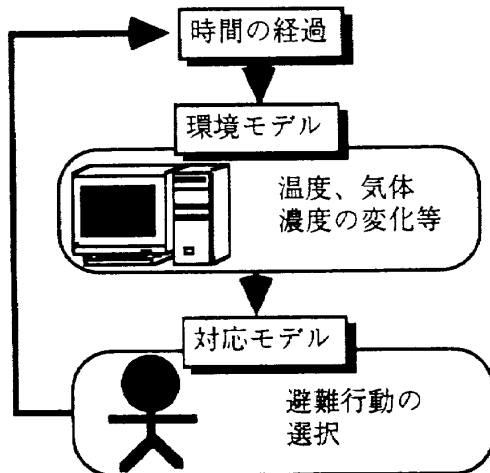 時間の経過
環境モデル
温度、気体
濃度の変化等
対応モデル
避難行動の
選択